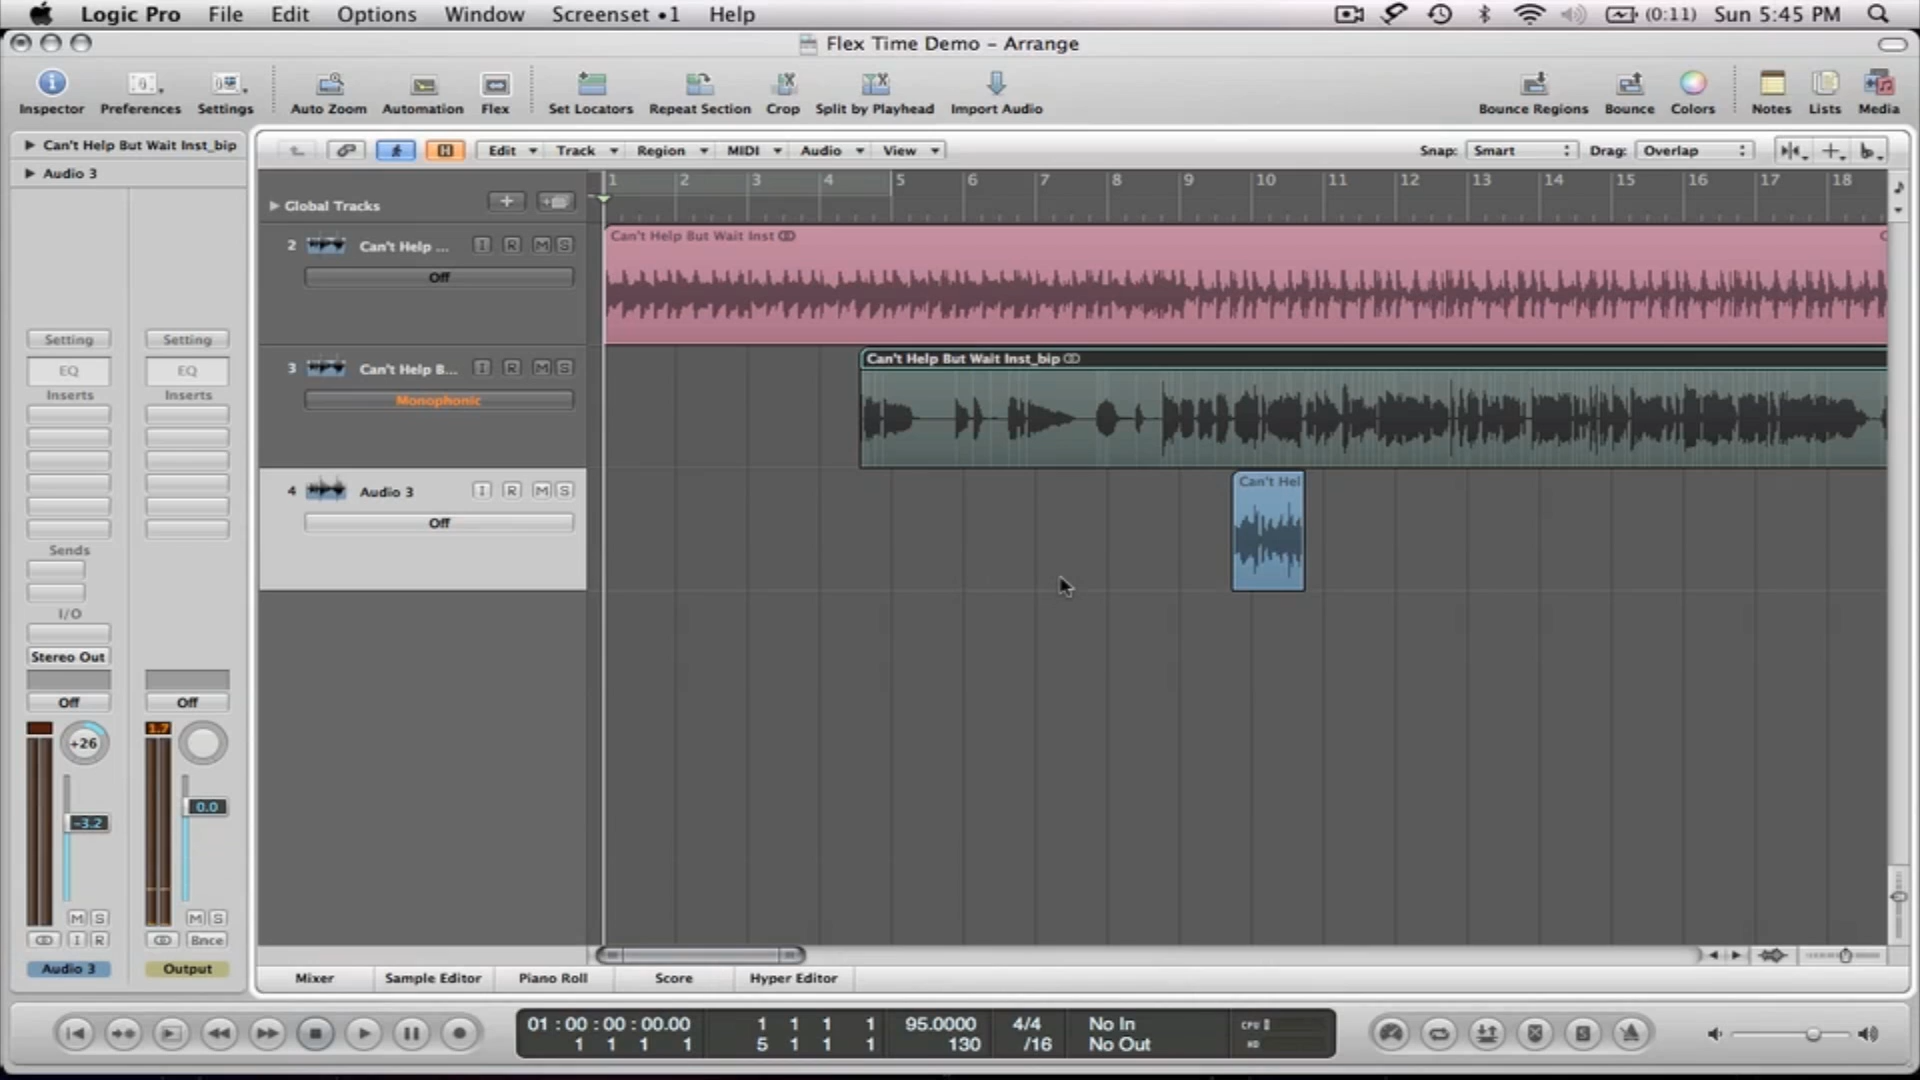 Logic Pro File Edit Options Window Screenset •1 Help (0:11) Sun 5:45 PM
Flex Time Demo – Arrange
Inspector Preferences Settings Auto Zoom Automation Flex Set Locators Repeat Section Crop Split by Playhead Import Audio Bounce Regions Bounce Colors Notes Lists Media
Can't Help But Wait Inst_bip
Audio 3
Edit Track Region MIDI Audio View Snap: Smart Drag: Overlap
1 2 3 4 5 6 7 8 9 10 11 12 13 14 15 16 17 18
Global Tracks
2 Can't Help ... I R M S
Off
Can't Help But Wait Inst
3 Can't Help B... I R M S
Monophonic
Can't Help But Wait Inst_bip
4 Audio 3 I R M S
Off
Can't Hel
Setting Setting
EQ EQ
Inserts Inserts
Sends
I/O
Stereo Out
Off Off
+26 1.7
-3.2 0.0
M S M S
I R Bnce
Audio 3 Output
Mixer Sample Editor Piano Roll Score Hyper Editor
01:00:00:00.00 1 1 1 1 95.0000 4/4 No In CPU
1 1 1 1 5 1 1 1 130 /16 No Out HD